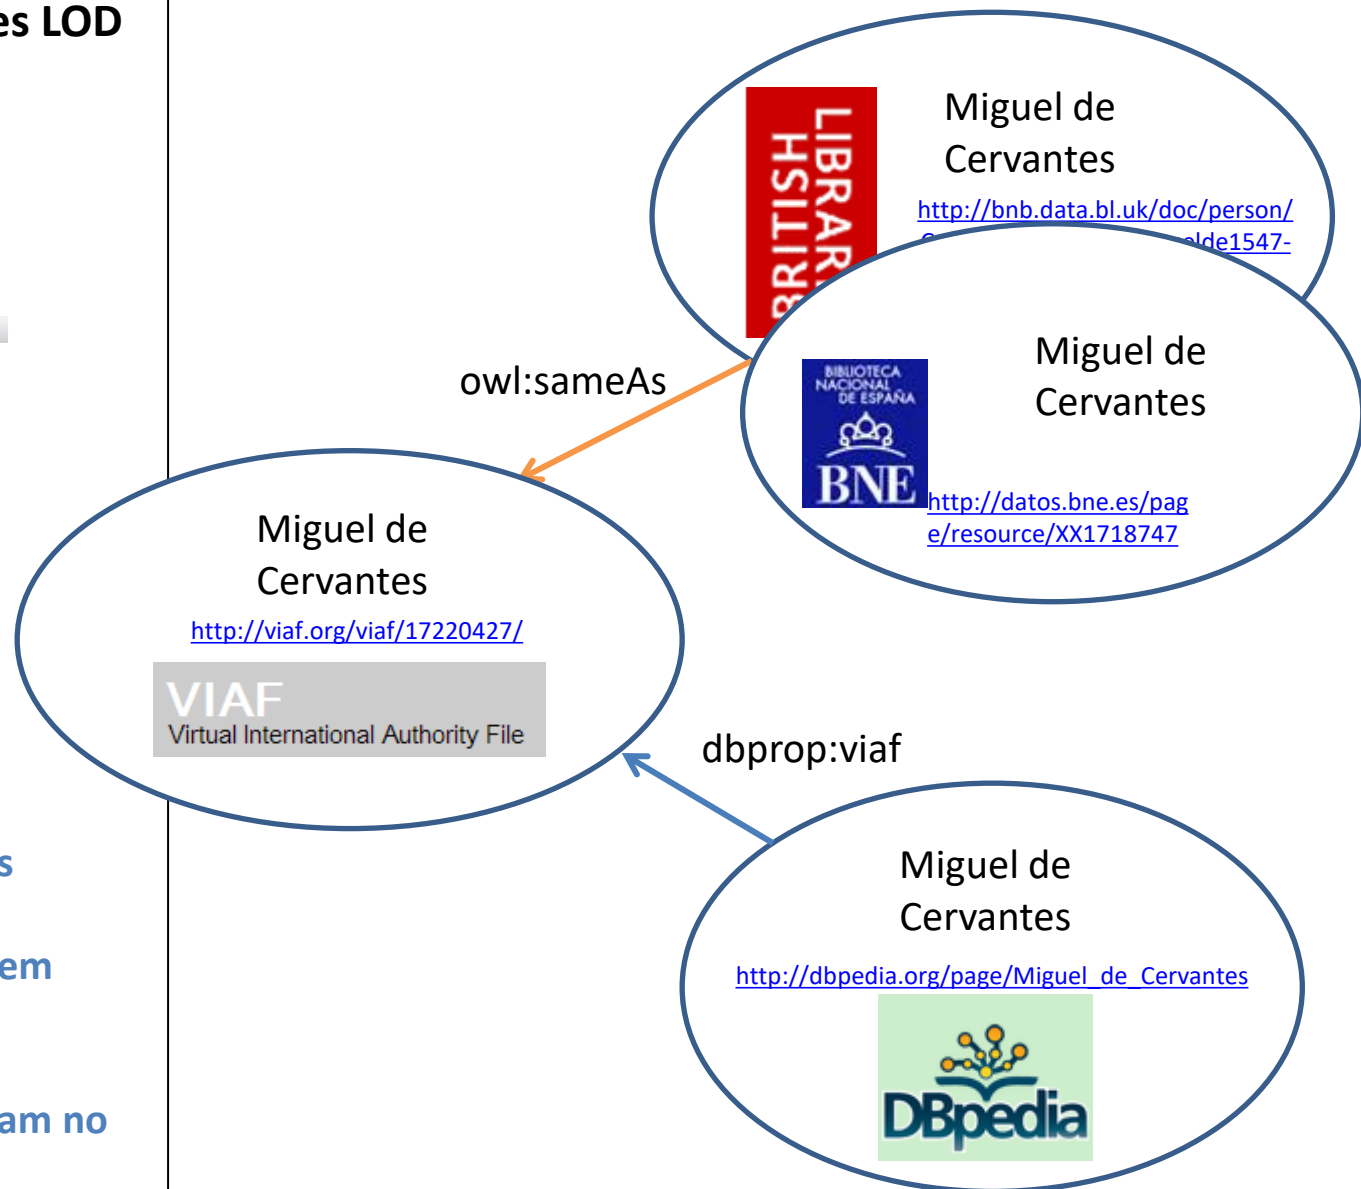 es LOD
Miguel de
Cervantes
http://bnb.data.bl.uk/doc/person/
elde1547-
BRITISH
LIBRAR
owl:sameAs
Miguel de
Cervantes
BIBLIOTECA
NACIONAL
DE ESPAÑA
BNE
http://datos.bne.es/pag
e/resource/XX1718747
Miguel de
Cervantes
http://viaf.org/viaf/17220427/
VIAF
Virtual International Authority File
dbprop:viaf
Miguel de
Cervantes
http://dbpedia.org/page/Miguel_de_Cervantes
DBpedia
s
em
am no